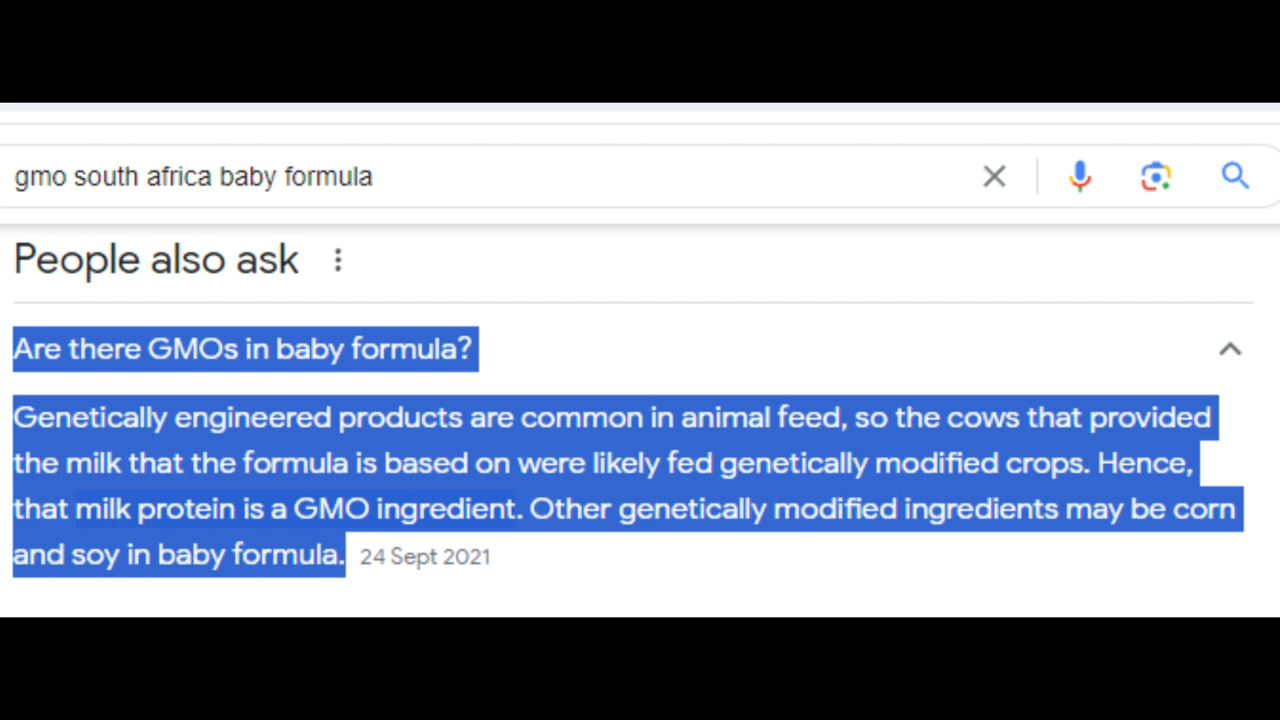 gmo south africa baby formula
People also ask
Are there GMOs in baby formula?
Genetically engineered products are common in animal feed, so the cows that provided
the milk that the formula is based on were likely fed genetically modified crops. Hence,
that milk protein is a GMO ingredient. Other genetically modified ingredients may be corn
and soy in baby formula. 24 Sept 2021